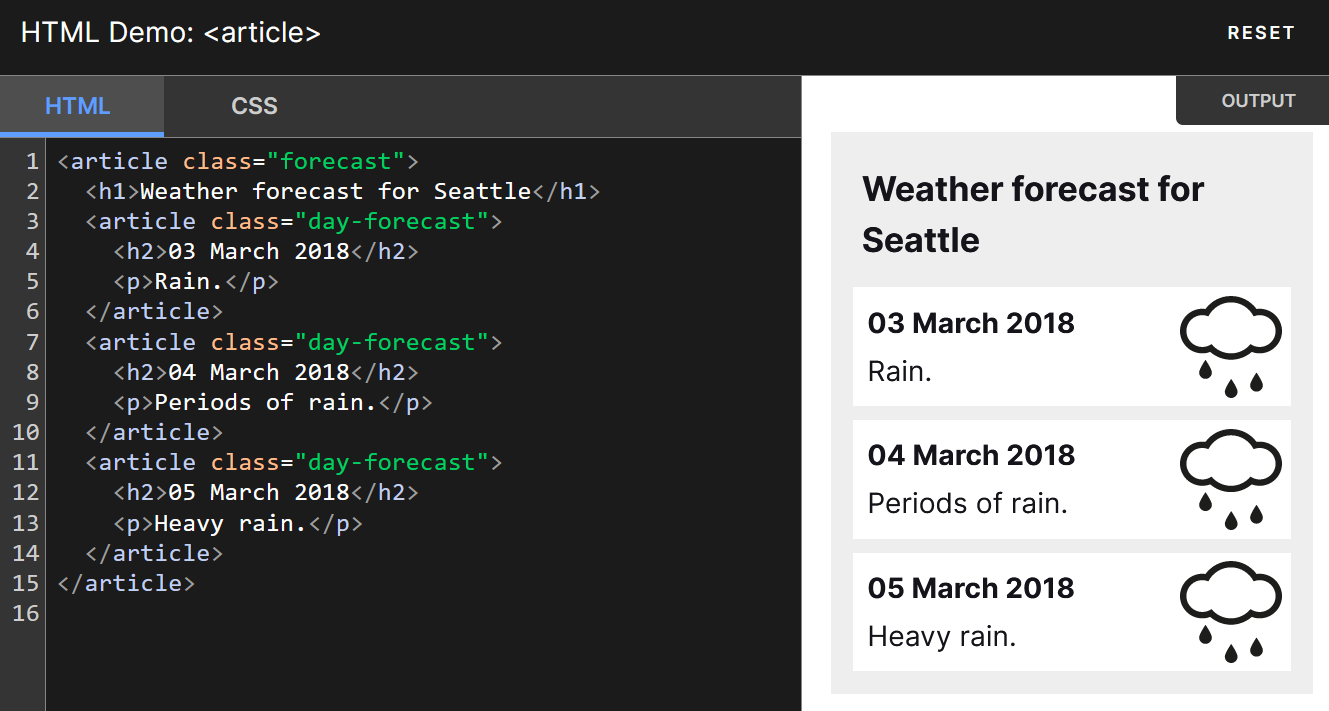 HTML Demo: <article>
RESET
HTML
CSS
1 <article class="forecast">
2   <h1>Weather forecast for Seattle</h1>
3   <article class="day-forecast">
4     <h2>03 March 2018</h2>
5     <p>Rain.</p>
6   </article>
7   <article class="day-forecast">
8     <h2>04 March 2018</h2>
9     <p>Periods of rain.</p>
10   </article>
11   <article class="day-forecast">
12     <h2>05 March 2018</h2>
13     <p>Heavy rain.</p>
14   </article>
15 </article>
16
OUTPUT
Weather forecast for
Seattle
03 March 2018
Rain.
04 March 2018
Periods of rain.
05 March 2018
Heavy rain.